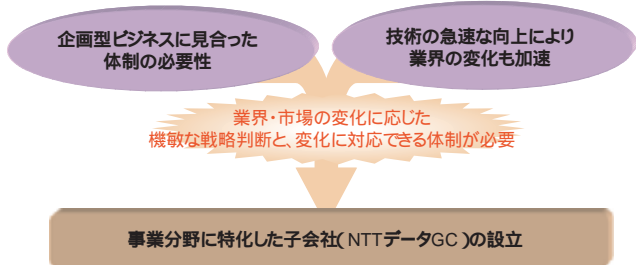 企画型ビジネスに見合った
体制の必要性
技術の急速な向上により
業界の変化も加速
業界・市場の変化に応じた
機敏な戦略判断と、変化に対応できる体制が必要
事業分野に特化した子会社(NTTデータGC)の設立